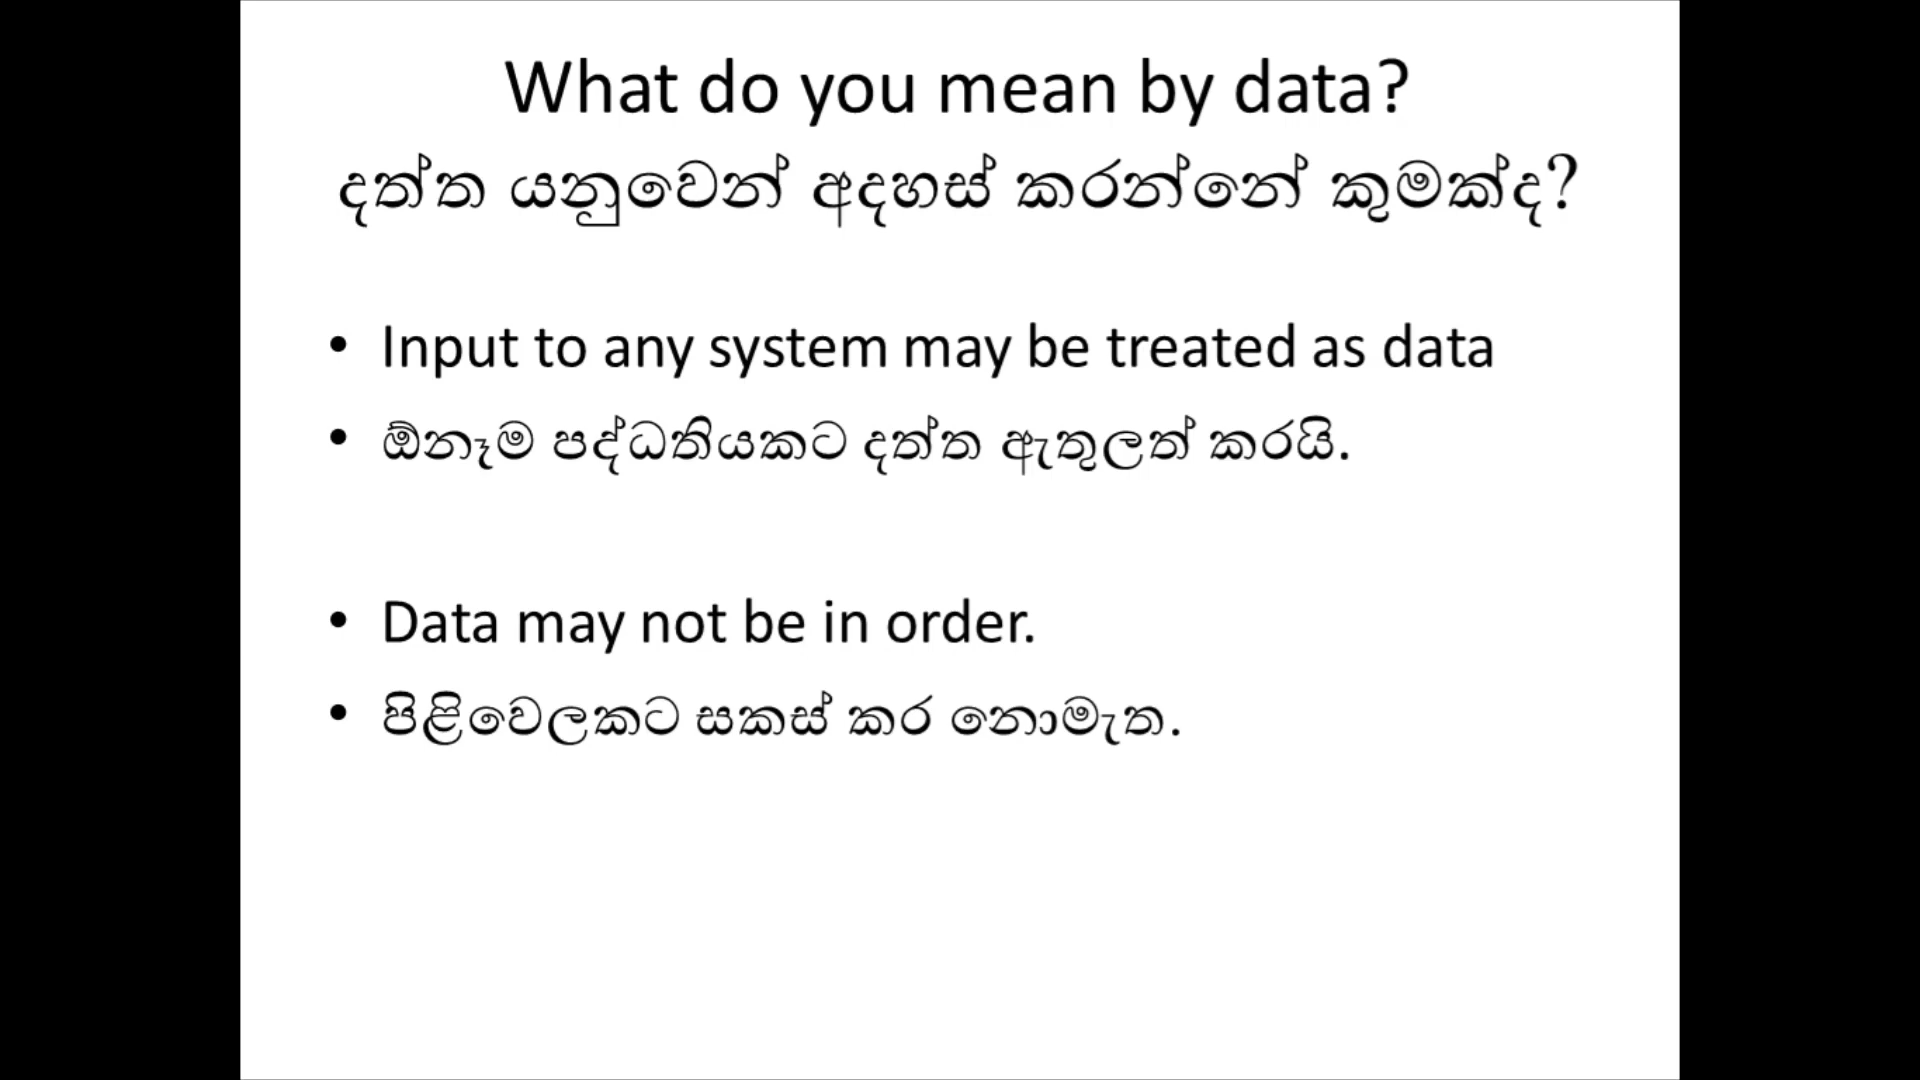 What do you mean by data?
දත්ත යනුවෙන් අදහස් කරන්නේ කුමක්ද?
• Input to any system may be treated as data
• ඕනෑම පද්ධතියකට දත්ත ඇතුලත් කරයි.
• Data may not be in order.
• පිළිවෙලකට සකස් කර නොමැත.